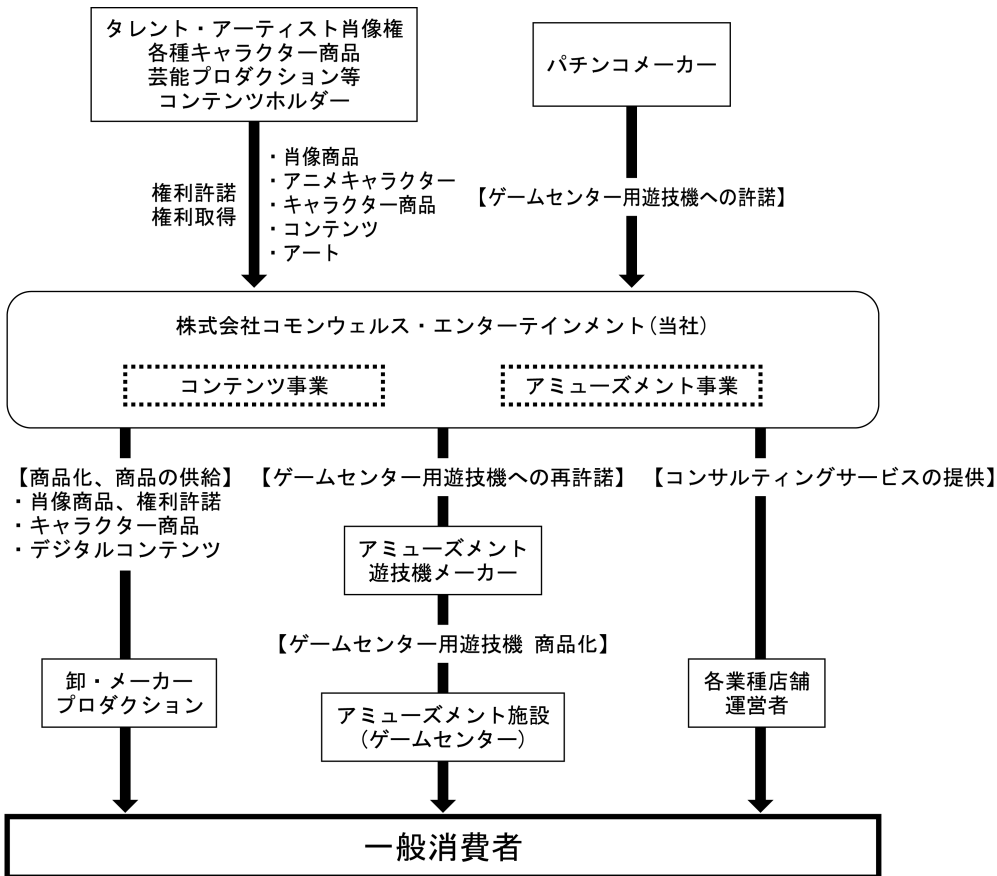 タレント・アーティスト肖像権
各種キャラクター商品
芸能プロダクション等
コンテンツホルダー
パチンコメーカー
権利許諾
権利取得
・肖像商品
・アニメキャラクター
・キャラクター商品
・コンテンツ
・アート
【ゲームセンター用遊技機への許諾】
株式会社コモンウェルス・エンターテインメント(当社)
コンテンツ事業
アミューズメント事業
【商品化、商品の供給】
・肖像商品、権利許諾
・キャラクター商品
・デジタルコンテンツ
【ゲームセンター用遊技機への再許諾】
【コンサルティングサービスの提供】
アミューズメント
遊技機メーカー
【ゲームセンター用遊技機 商品化】
卸・メーカー
プロダクション
アミューズメント施設
(ゲームセンター)
各業種店舗
運営者
一般消費者